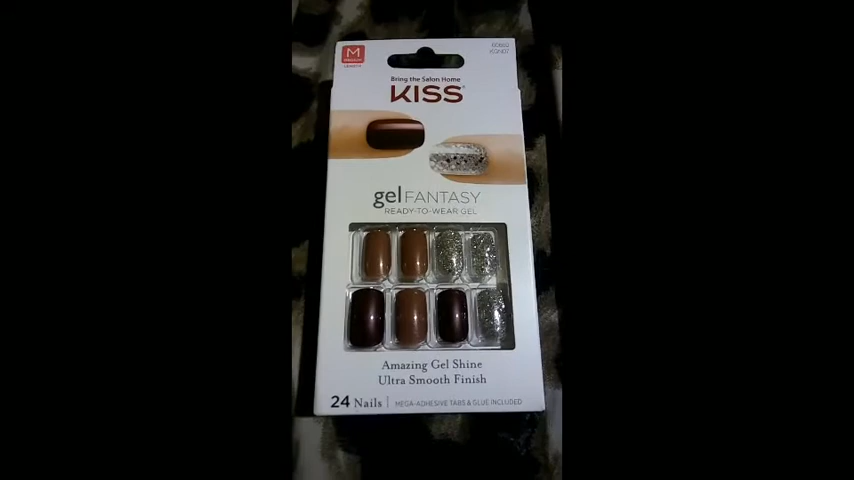 M
Bring the Salon Home
KISS
gel FANTASY
READY-TO-WEAR GEL
Amazing Gel Shine
Ultra Smooth Finish
24 Nails | MEGA-ADHESIVE TABS & GLUE INCLUDED